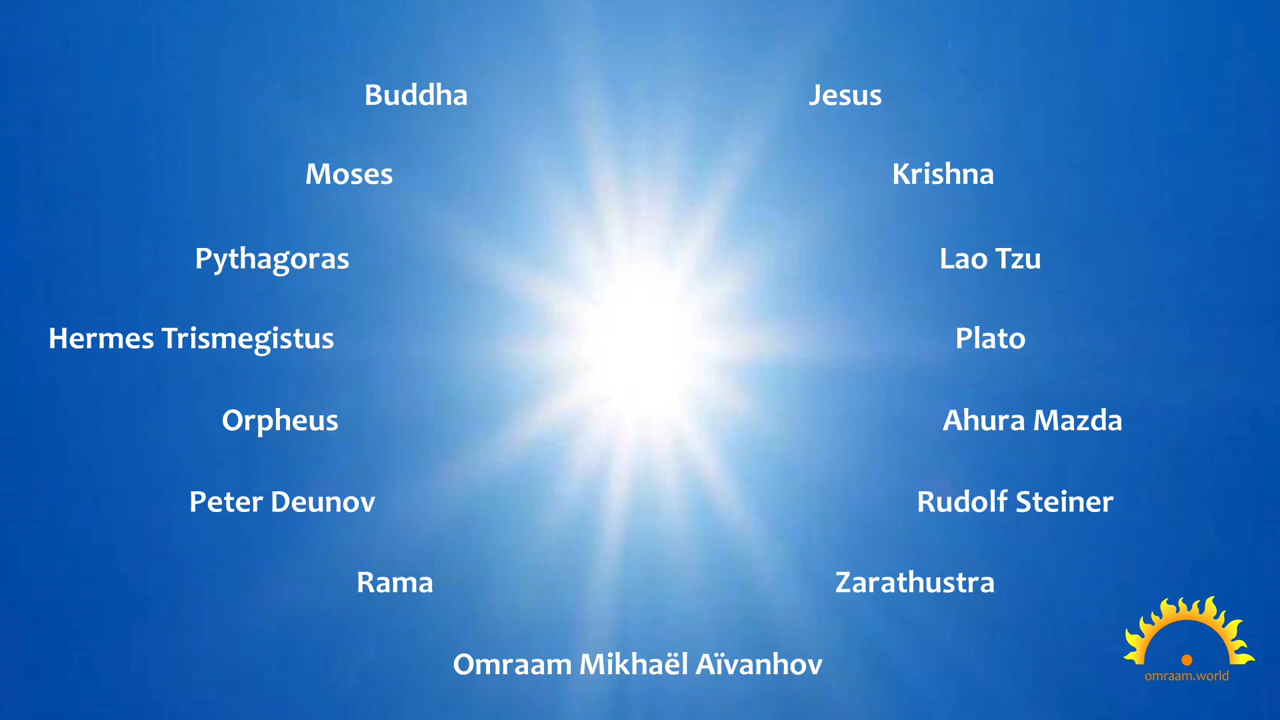 Buddha
Jesus
Moses
Krishna
Pythagoras
Lao Tzu
Hermes Trismegistus
Plato
Orpheus
Ahura Mazda
Peter Deunov
Rudolf Steiner
Rama
Zarathustra
Omraam Mikhaël Aïvanhov
omraam.world